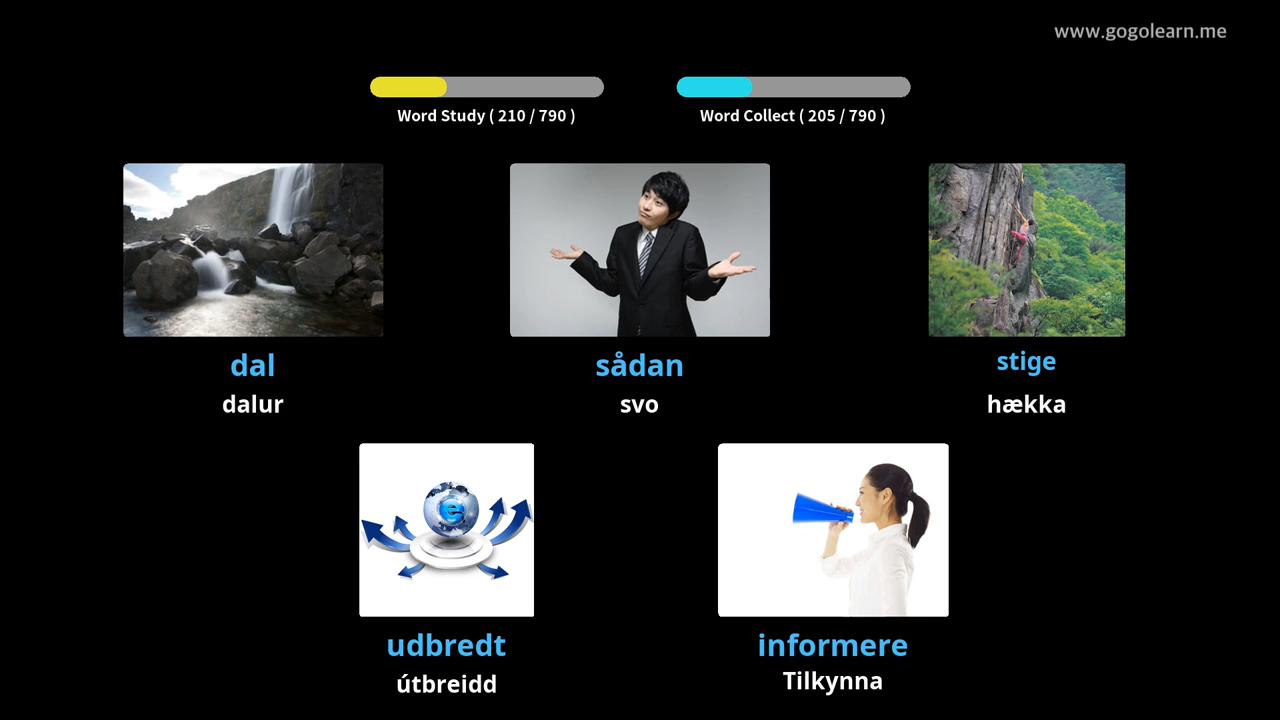 www.gogolearn.me
Word Study ( 210 / 790 )
Word Collect ( 205 / 790 )
dal
dalur
sådan
svo
stige
hækka
e
udbredt
útbreidd
informere
Tilkynna